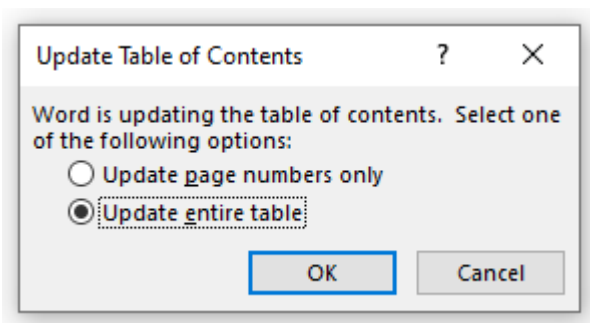 Update Table of Contents ?
Word is updating the table of contents. Select one
of the following options:
Update page numbers only
Update entire table
OK Cancel